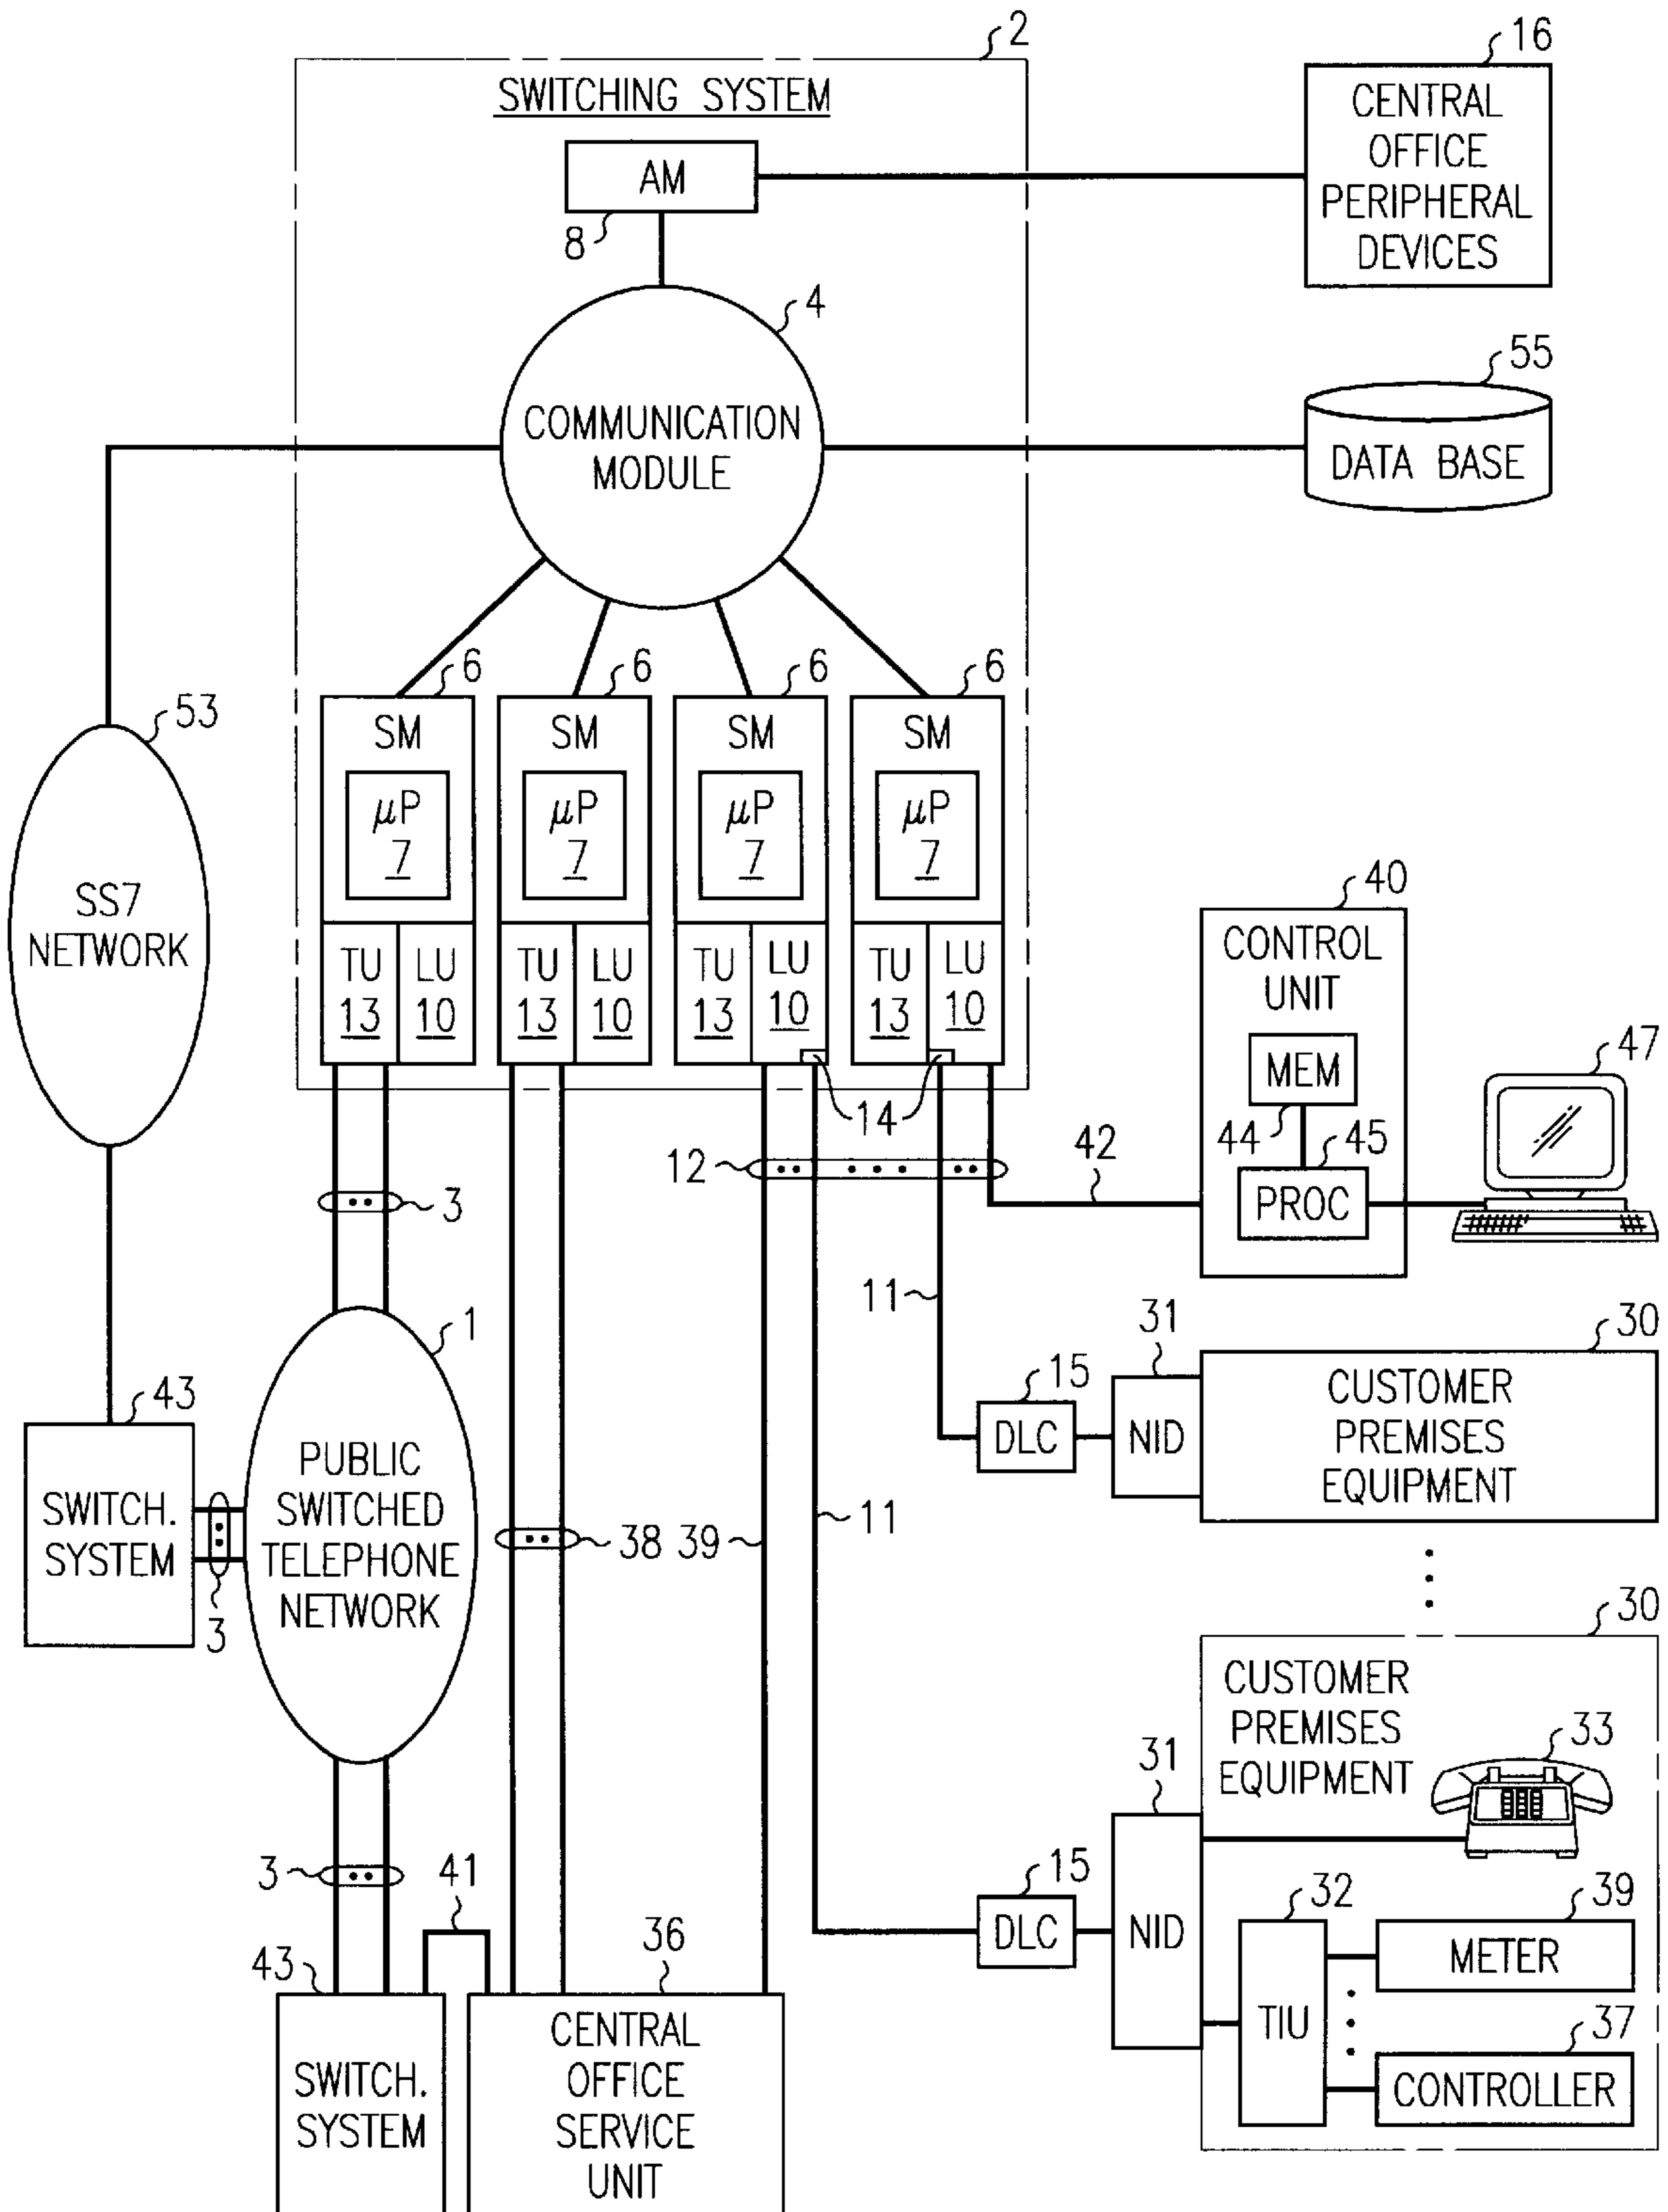 2
SWITCHING SYSTEM
16
CENTRAL
OFFICE
PERIPHERAL
DEVICES
AM
8
4
COMMUNICATION
MODULE
55
DATA BASE
6
6
6
6
53
SS7
NETWORK
SM
SM
SM
SM
μP
7
μP
7
μP
7
μP
7
TU
13
LU
10
TU
13
LU
10
TU
13
LU
10
TU
13
LU
10
14
12
3
40
CONTROL
UNIT
MEM
44
45
PROC
42
47
11
15
DLC
31
NID
30
CUSTOMER
PREMISES
EQUIPMENT
1
PUBLIC
SWITCHED
TELEPHONE
NETWORK
43
SWITCH.
SYSTEM
3
38
39
11
30
CUSTOMER
PREMISES
EQUIPMENT
33
31
NID
15
DLC
32
TIU
39
METER
37
CONTROLLER
3
41
43
SWITCH.
SYSTEM
36
CENTRAL
OFFICE
SERVICE
UNIT